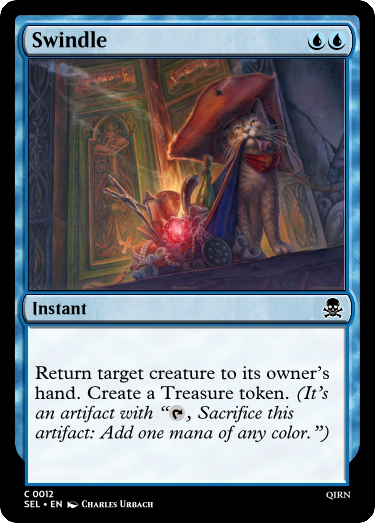 Swindle
Instant
Return target creature to its owner's
hand. Create a Treasure token. (It's
an artifact with “, Sacrifice this
artifact: Add one mana of any color.”)
C 0012
SEL • EN Charles Urbach
QIRN